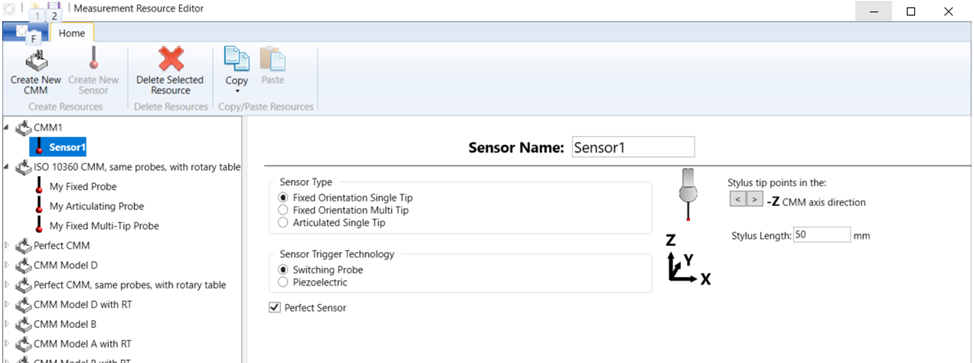 Measurement Resource Editor
1 2
F
Home
Create New CMM
Create New Sensor
Delete Selected Resource
Copy
Paste
Create Resources
Delete Resources
Copy/Paste Resources
CMM1
Sensor1
ISO 10360 CMM, same probes, with rotary table
My Fixed Probe
My Articulating Probe
My Fixed Multi-Tip Probe
Perfect CMM
CMM Model D
Perfect CMM, same probes, with rotary table
CMM Model D with RT
CMM Model B
CMM Model A with RT
CMM Model B with RT
Sensor Name: Sensor1
Sensor Type
Fixed Orientation Single Tip
Fixed Orientation Multi Tip
Articulated Single Tip
Sensor Trigger Technology
Switching Probe
Piezoelectric
Perfect Sensor
Z
Y
X
Stylus tip points in the:
< > -Z CMM axis direction
Stylus Length: 50 mm